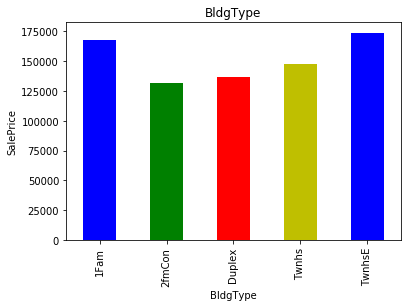 BldgType
175000
150000
125000
100000
75000
50000
25000
0
SalePrice
1Fam
2fmCon
Duplex
Twnhs
TwnhsE
BldgType